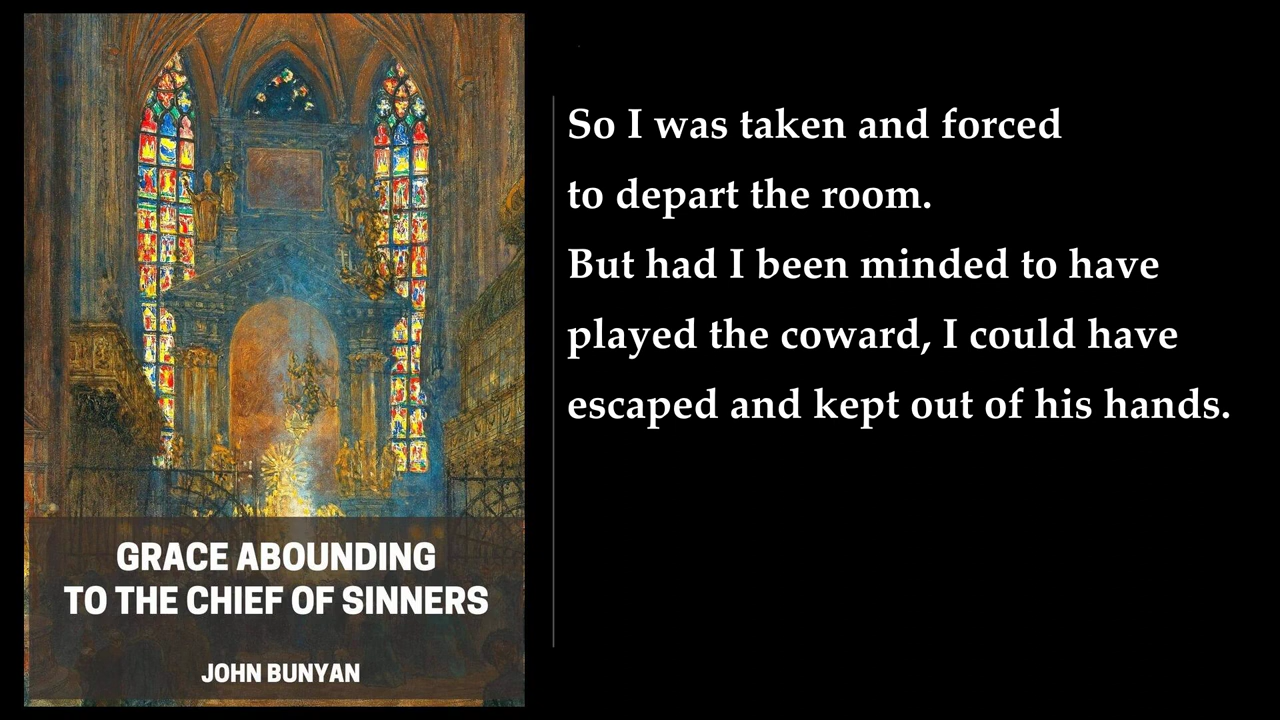 GRACE ABOUNDING
TO THE CHIEF OF SINNERS
JOHN BUNYAN
So I was taken and forced
to depart the room.
But had I been minded to have
played the coward, I could have
escaped and kept out of his hands.